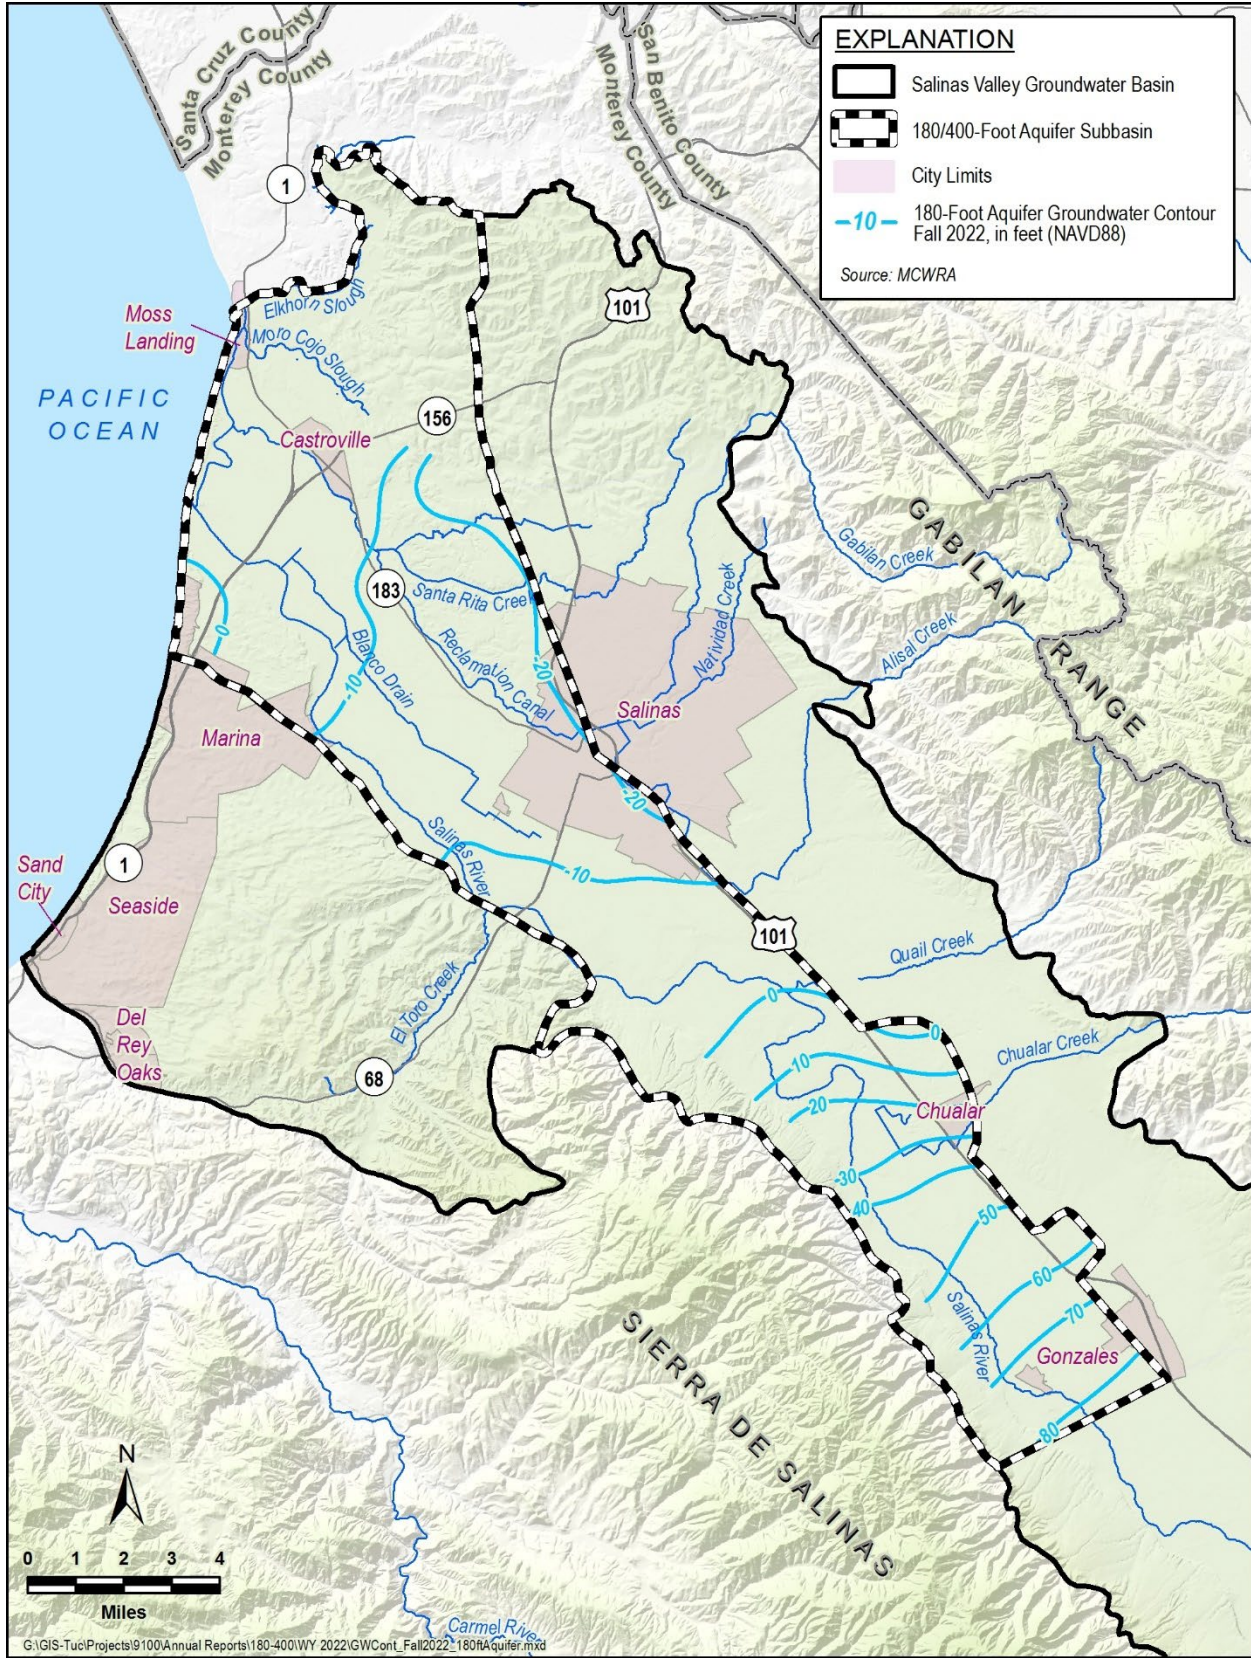 EXPLANATION
Salinas Valley Groundwater Basin
180/400-Foot Aquifer Subbasin
City Limits
-10-
180-Foot Aquifer Groundwater Contour
Fall 2022, in feet (NAVD88)
Source: MCWRA
Santa Cruz County
Monterey County
San Benito County
Monterey County
1
101
Elkhorn Slough
Moss
Landing
Moro Cojo Slough
PACIFIC
OCEAN
156
Castroville
GABILAN
RANGE
Gabilan Creek
183
Santa Rita Creek
Natividad Creek
Alisal Creek
0
Blanco Drain
Reclamation Canal
-10
-20
Salinas
Marina
-20
Salinas River
-10
1
Sand
City
Seaside
101
Quail Creek
El Toro Creek
0
0
Del
Rey
Oaks
Chualar Creek
68
10
20
Chualar
30
40
50
60
70
Salinas River
Gonzales
80
SIERRA DE SALINAS
N
0 1 2 3 4
Miles
Carmel River
G:\GIS-Tuc\Projects\9100\Annual Reports\180-400\WY 2022\GWCont_Fall2022_180ftAquifer.mxd